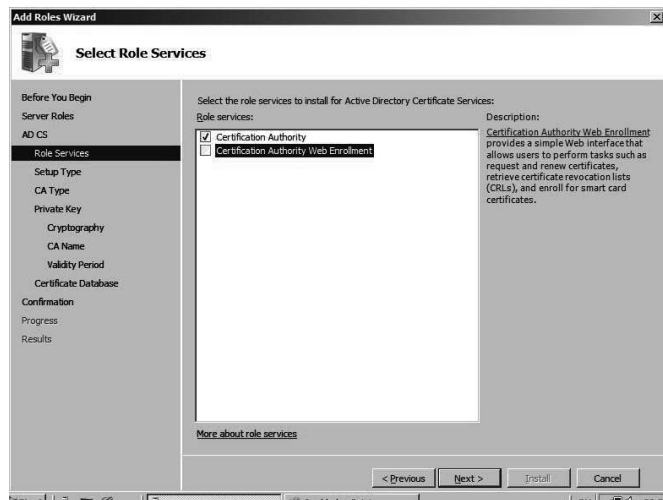 Add Roles Wizard
Select Role Services
Before You Begin
Server Roles
AD CS
Role Services
Setup Type
CA Type
Private Key
Cryptography
CA Name
Validity Period
Certificate Database
Confirmation
Progress
Results
Select the role services to install for Active Directory Certificate Services:
Role services:
Certification Authority
Certification Authority Web Enrollment
Description:
Certification Authority Web Enrollment
provides a simple Web interface that
allows users to perform tasks such as
request and renew certificates,
retrieve certificate revocation lists
(CRLs), and enroll for smart card
certificates.
More about role services
< Previous
Next >
Install
Cancel